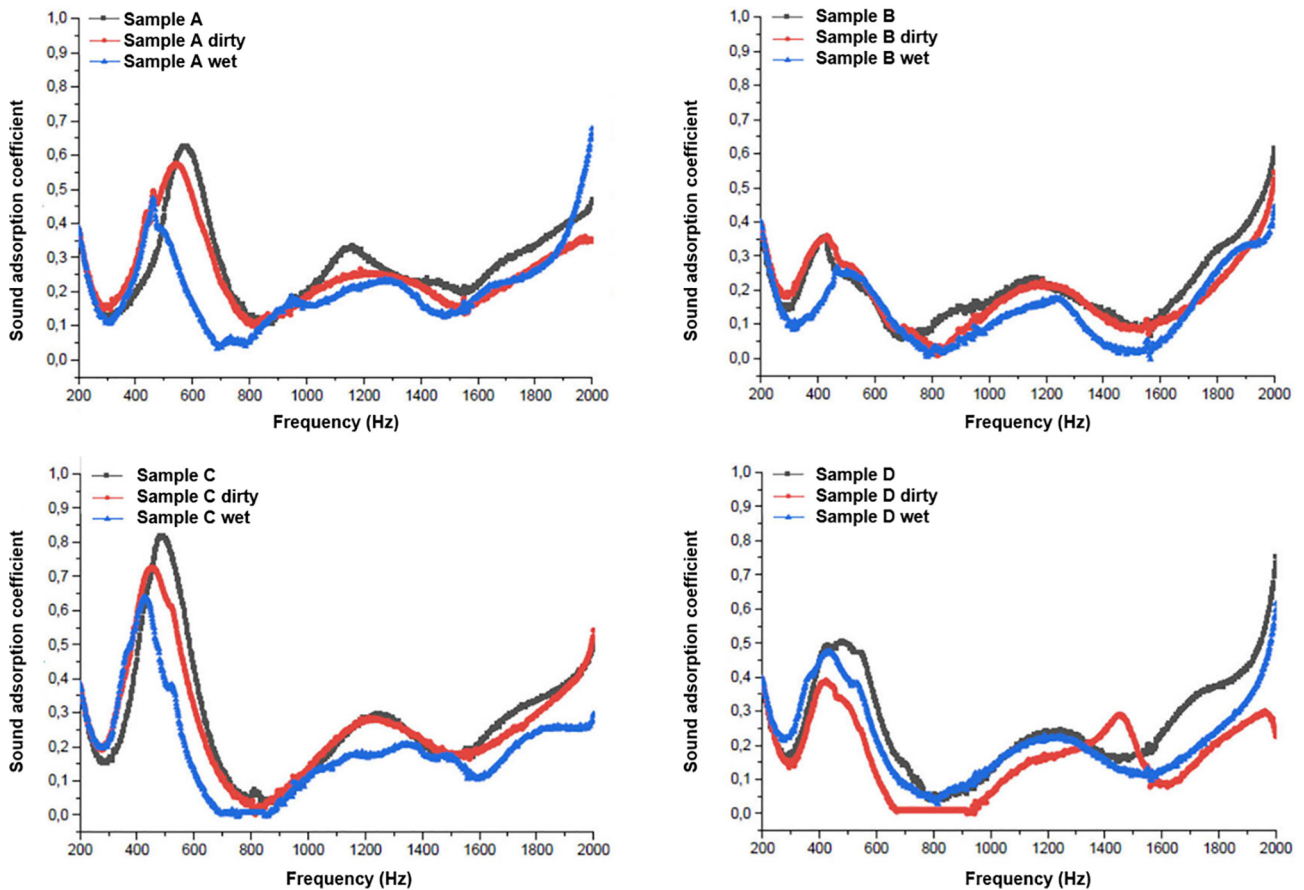 Sample A
Sample A dirty
Sample A wet
1,0
0,9
0,8
0,7
0,6
0,5
0,4
0,3
0,2
0,1
0,0
Sound adsorption coefficient
200 400 600 800 1000 1200 1400 1600 1800 2000
Frequency (Hz)
Sample B
Sample B dirty
Sample B wet
1,0
0,9
0,8
0,7
0,6
0,5
0,4
0,3
0,2
0,1
0,0
Sound adsorption coefficient
200 400 600 800 1000 1200 1400 1600 1800 2000
Frequency (Hz)
Sample C
Sample C dirty
Sample C wet
1,0
0,9
0,8
0,7
0,6
0,5
0,4
0,3
0,2
0,1
0,0
Sound adsorption coefficient
200 400 600 800 1000 1200 1400 1600 1800 2000
Frequency (Hz)
Sample D
Sample D dirty
Sample D wet
1,0
0,9
0,8
0,7
0,6
0,5
0,4
0,3
0,2
0,1
0,0
Sound adsorption coefficient
200 400 600 800 1000 1200 1400 1600 1800 2000
Frequency (Hz)